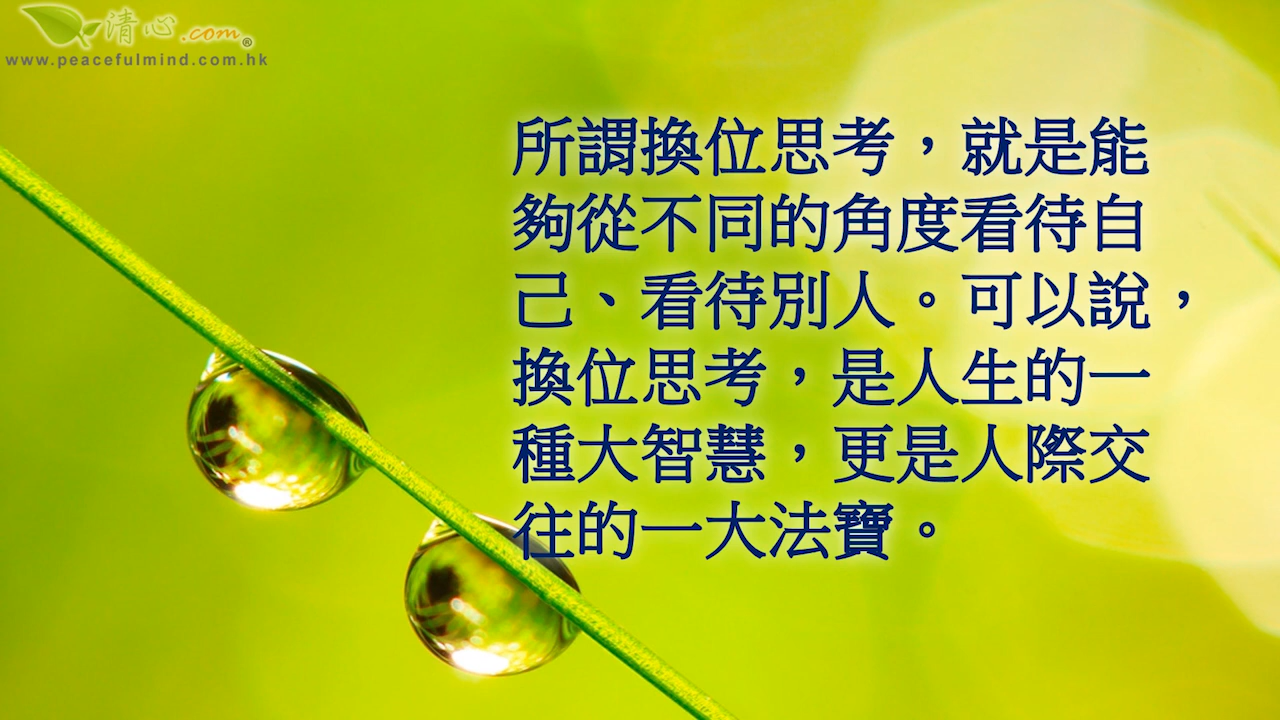 清心.com®
www.peacefulmind.com.hk
所謂換位思考，就是能
夠從不同的角度看待自
己、看待別人。可以說，
換位思考，是人生的一
種大智慧，更是人際交
往的一大法寶。